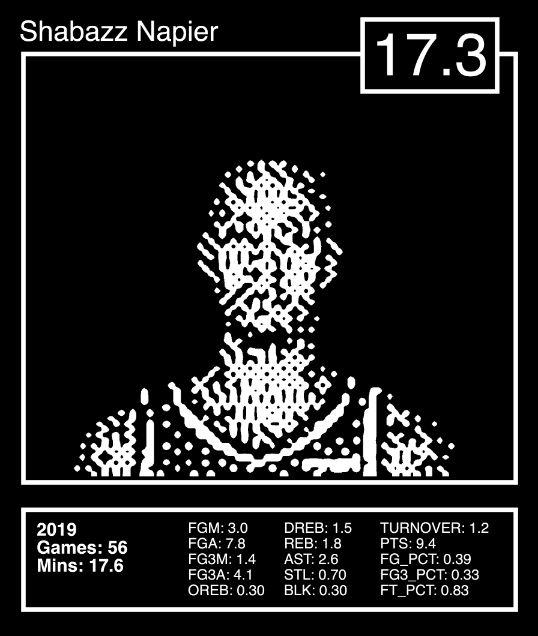 Shabazz Napier
17.3
2019
Games: 56
Mins: 17.6
FGM: 3.0
FGA: 7.8
FG3M: 1.4
FG3A: 4.1
OREB: 0.30
DREB: 1.5
REB: 1.8
AST: 2.6
STL: 0.70
BLK: 0.30
TURNOVER: 1.2
PTS: 9.4
FG_PCT: 0.39
FG3_PCT: 0.33
FT_PCT: 0.83